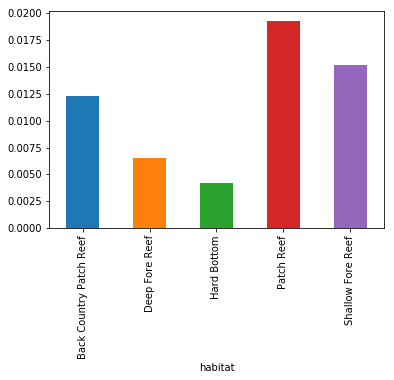 0.0200
0.0175
0.0150
0.0125
0.0100
0.0075
0.0050
0.0025
0.0000
Back Country Patch Reef
Deep Fore Reef
Hard Bottom
Patch Reef
Shallow Fore Reef
habitat